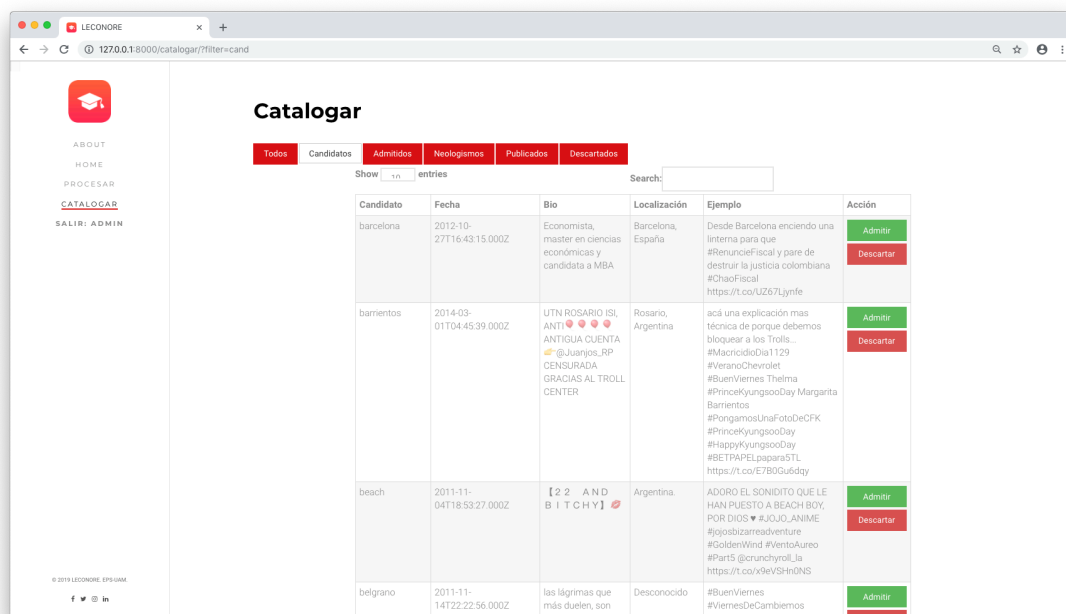 LECONORE
127.0.0.1:8000/catalogar/?filter=cand
ABOUT
HOME
PROCESAR
CATALOGAR
SALIR: ADMIN
© 2019 LECONORE. EPS-UAM.
Catalogar
Todos Candidatos Admitidos Neologismos Publicados Descartados
Show 10 entries
Search:
Candidato Fecha Bio Localización Ejemplo Acción
barcelona
2012-10-
27T16:43:15.000Z
Economista,
master en ciencias
económicas y
candidata a MBA
Barcelona,
España
Desde Barcelona enciendo una
linterna para que
#RenuncieFiscal y pare de
destruir la justicia colombiana
#ChaoFiscal
https://t.co/UZ67Ljynfe
Admitir
Descartar
barrientos
2014-03-
01T04:45:39.000Z
UTN ROSARIO ISI,
ANTI🎈🎈🎈🎈
ANTIGUA CUENTA
👉@Juanjos_RP
CENSURADA
GRACIAS AL TROLL
CENTER
Rosario,
Argentina
acá una explicación mas
técnica de porque debemos
bloquear a los Trolls...
#MacricidioDia1129
#VeranoChevrolet
#BuenViernes Thelma
#PrinceKyungsooDay Margarita
Barrientos
#PongamosUnaFotoDeCFK
#PrinceKyungsooDay
#HappyKyungsooDay
#BETPAPELpapara5TL
https://t.co/E7B0Gu6dqy
Admitir
Descartar
beach
2011-11-
04T18:53:27.000Z
【２２ ＡＮＤ
ＢＩＴＣＨＹ】💋
Argentina.
ADORO EL SONIDITO QUE LE
HAN PUESTO A BEACH BOY,
POR DIOS ♥ #JOJO_ANIME
#jojosbizarreadventure
#GoldenWind #VentoAureo
#Part5 @crunchyroll_la
https://t.co/x9eVSHn0NS
Admitir
Descartar
belgrano
2011-11-
14T22:22:56.000Z
las lágrimas que
más duelen, son
Desconocido
#BuenViernes
#ViernesDeCambiemos
Admitir